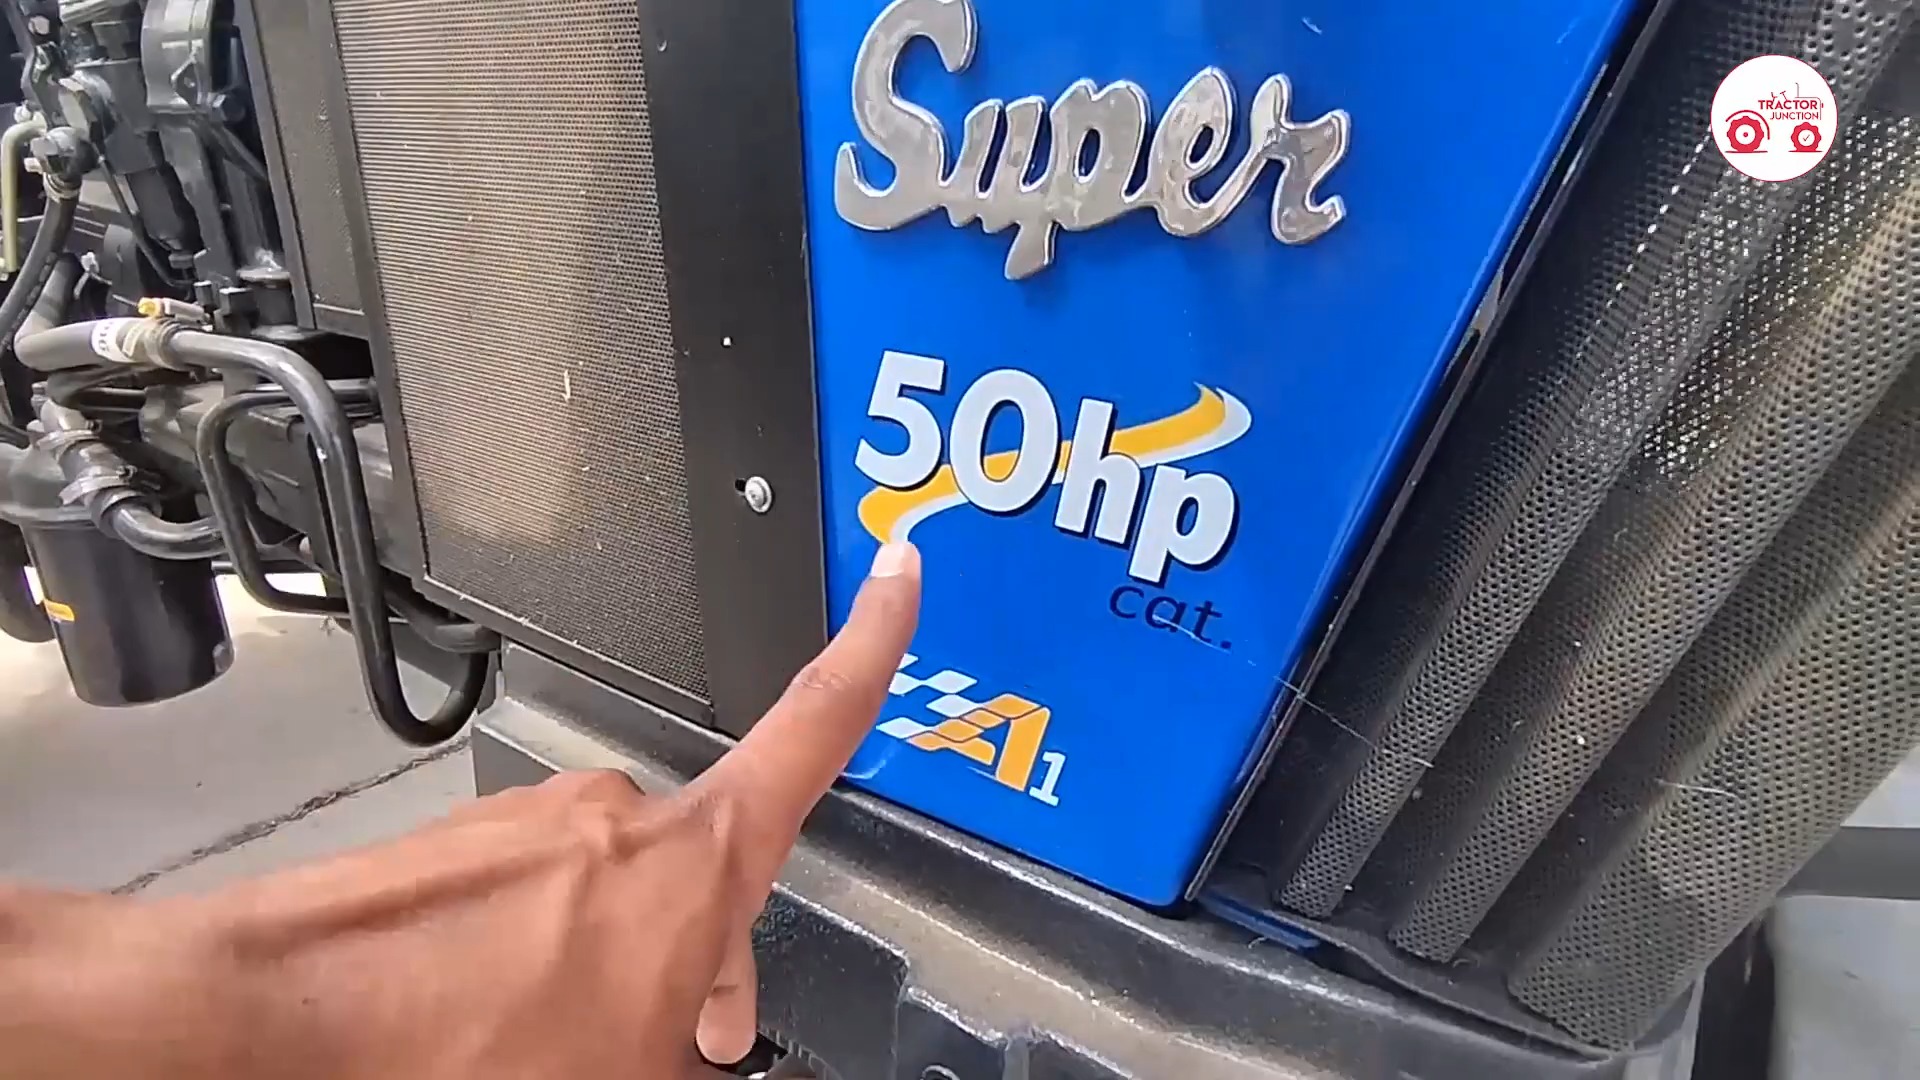 Super
TRACTOR
JUNCTION
50hp
cat.
A1